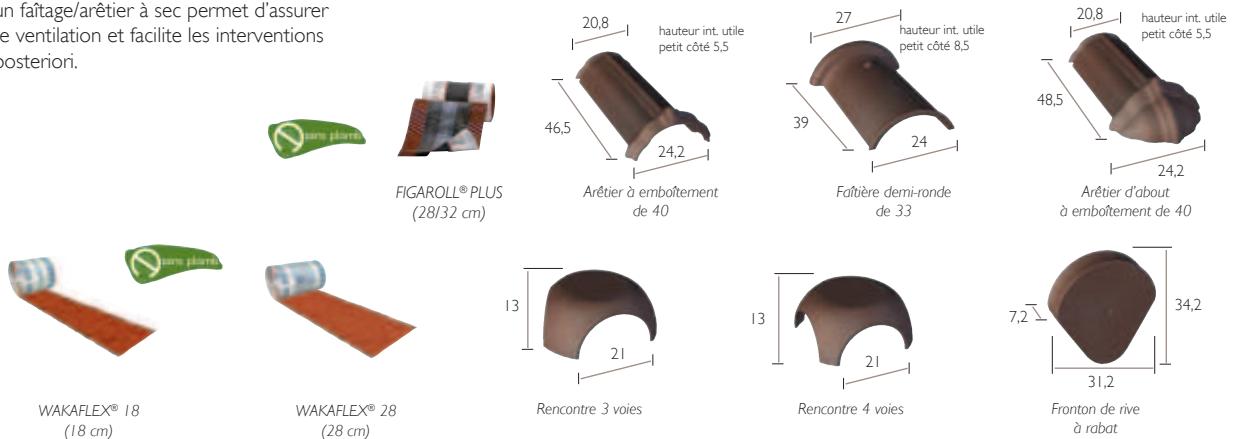 un faîtage/arêtier à sec permet d’assurer
e ventilation et facilite les interventions
posteriori.
sans plomb
FIGAROLL® PLUS
(28/32 cm)
20,8
hauteur int. utile
petit côté 5,5
46,5
24,2
Arêtier à emboîtement
de 40
27
hauteur int. utile
petit côté 8,5
39
24
Faîtière demi-ronde
de 33
20,8
hauteur int. utile
petit côté 5,5
48,5
24,2
Arêtier d’about
à emboîtement de 40
sans plomb
WAKAFLEX® 18
(18 cm)
WAKAFLEX® 28
(28 cm)
13
21
Rencontre 3 voies
13
21
Rencontre 4 voies
7,2
34,2
31,2
Fronton de rive
à rabat